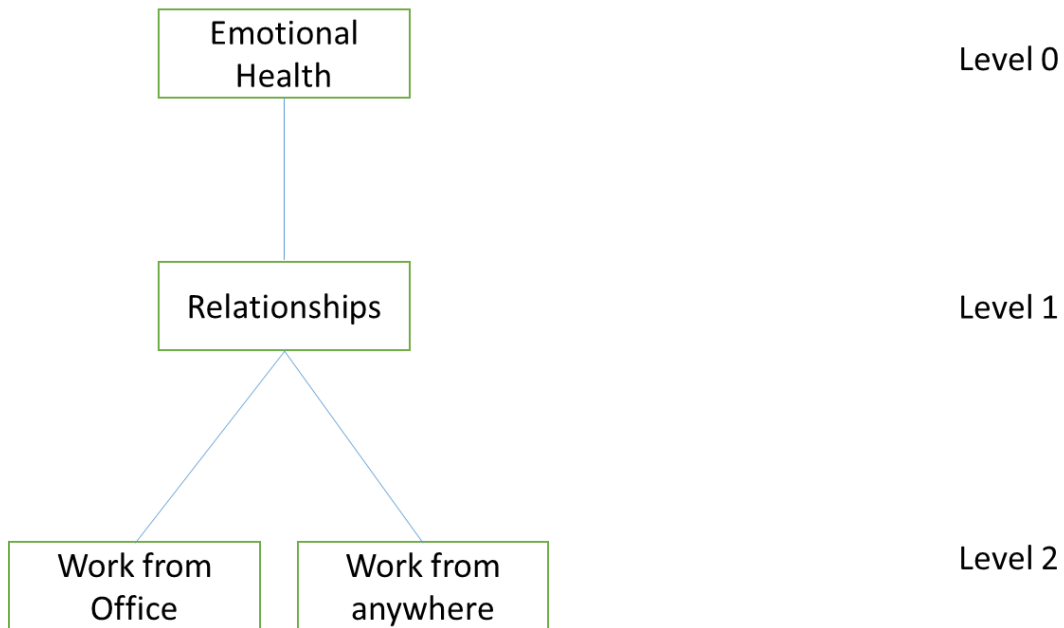 Emotional
Health
Level 0
Relationships
Level 1
Work from
Office
Work from
anywhere
Level 2